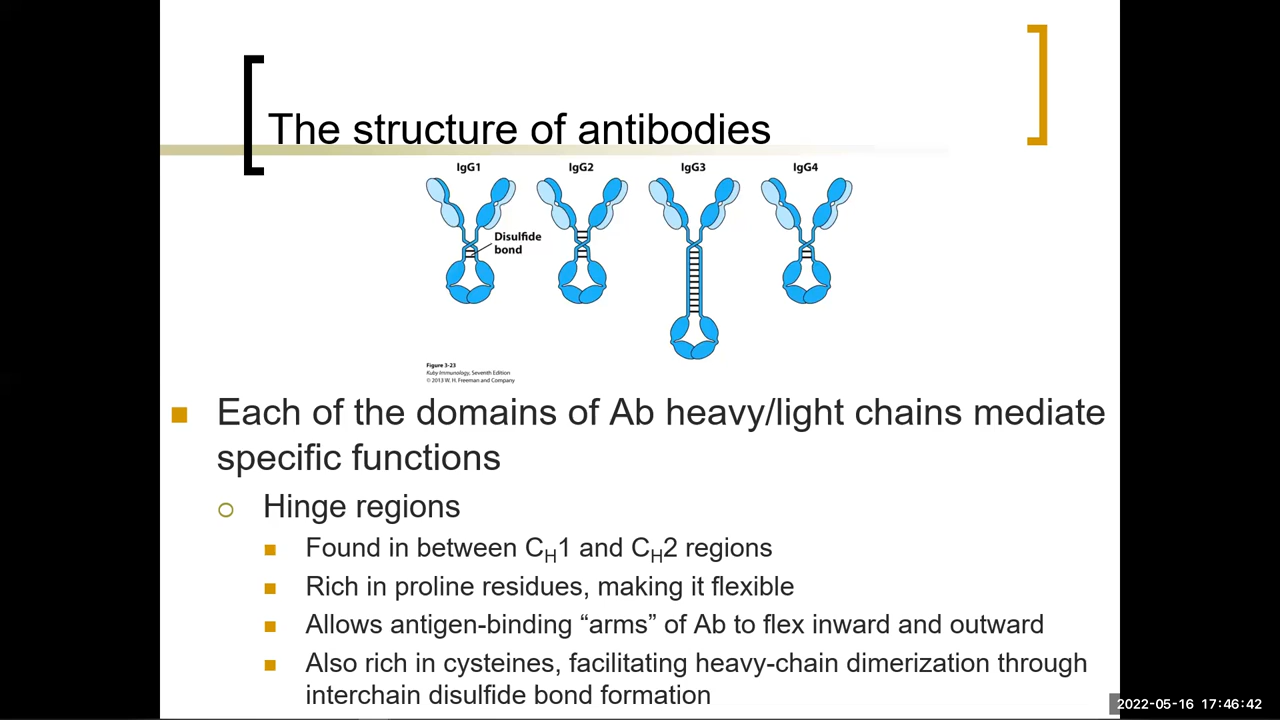 The structure of antibodies
IgG1 IgG2 IgG3 IgG4
Disulfide
bond
Figure 3-23
Kuby Immunology, Seventh Edition
© 2013 W. H. Freeman and Company
Each of the domains of Ab heavy/light chains mediate
specific functions
Hinge regions
Found in between CH1 and CH2 regions
Rich in proline residues, making it flexible
Allows antigen-binding “arms” of Ab to flex inward and outward
Also rich in cysteines, facilitating heavy-chain dimerization through
interchain disulfide bond formation
2022-05-16 17:46:42